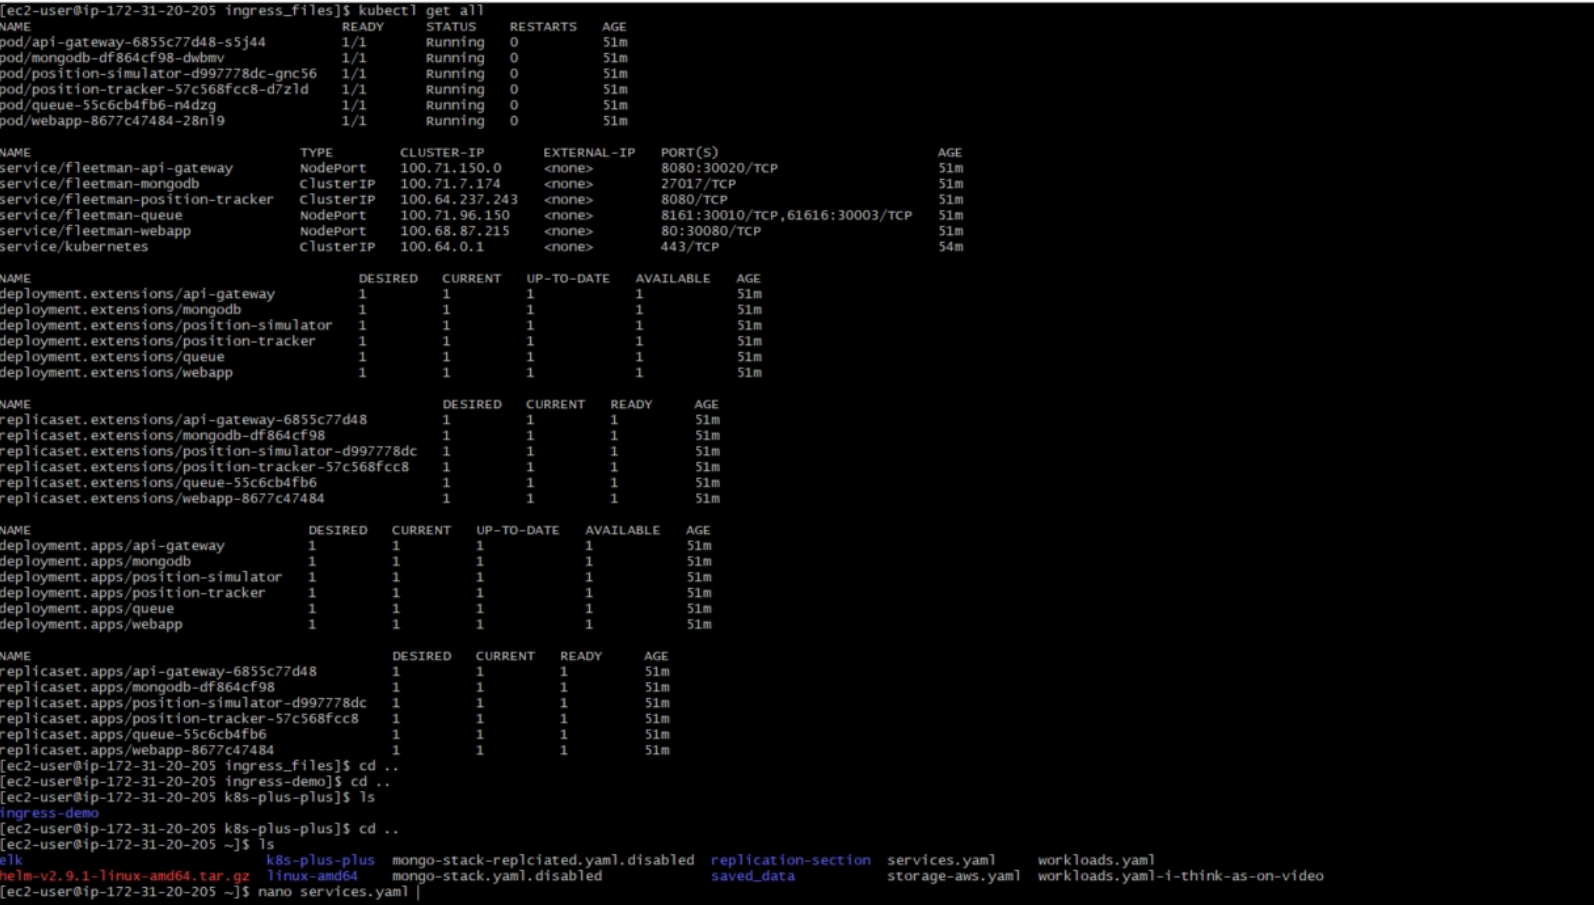 [ec2-user@ip-172-31-20-205 ingress_files]$ kubectl get all
NAME READY STATUS RESTARTS AGE
pod/api-gateway-6855c77d48-s5j44 1/1 Running 0 51m
pod/mongodb-df864cf98-dwbmv 1/1 Running 0 51m
pod/position-simulator-d997778dc-gnc56 1/1 Running 0 51m
pod/position-tracker-57c568fcc8-d7zld 1/1 Running 0 51m
pod/queue-55c6cb4fb6-n4dzg 1/1 Running 0 51m
pod/webapp-8677c47484-28nl9 1/1 Running 0 51m
NAME TYPE CLUSTER-IP EXTERNAL-IP PORT(S) AGE
service/fleetman-api-gateway NodePort 100.71.150.0 <none> 8080:30020/TCP 51m
service/fleetman-mongodb ClusterIP 100.71.7.174 <none> 27017/TCP 51m
service/fleetman-position-tracker ClusterIP 100.64.237.243 <none> 8080/TCP 51m
service/fleetman-queue NodePort 100.71.96.150 <none> 8161:30010/TCP,61616:30003/TCP 51m
service/fleetman-webapp NodePort 100.68.87.215 <none> 80:30080/TCP 51m
service/kubernetes ClusterIP 100.64.0.1 <none> 443/TCP 54m
NAME DESIRED CURRENT UP-TO-DATE AVAILABLE AGE
deployment.extensions/api-gateway 1 1 1 1 51m
deployment.extensions/mongodb 1 1 1 1 51m
deployment.extensions/position-simulator 1 1 1 1 51m
deployment.extensions/position-tracker 1 1 1 1 51m
deployment.extensions/queue 1 1 1 1 51m
deployment.extensions/webapp 1 1 1 1 51m
NAME DESIRED CURRENT READY AGE
replicaset.extensions/api-gateway-6855c77d48 1 1 1 51m
replicaset.extensions/mongodb-df864cf98 1 1 1 51m
replicaset.extensions/position-simulator-d997778dc 1 1 1 51m
replicaset.extensions/position-tracker-57c568fcc8 1 1 1 51m
replicaset.extensions/queue-55c6cb4fb6 1 1 1 51m
replicaset.extensions/webapp-8677c47484 1 1 1 51m
NAME DESIRED CURRENT UP-TO-DATE AVAILABLE AGE
deployment.apps/api-gateway 1 1 1 1 51m
deployment.apps/mongodb 1 1 1 1 51m
deployment.apps/position-simulator 1 1 1 1 51m
deployment.apps/position-tracker 1 1 1 1 51m
deployment.apps/queue 1 1 1 1 51m
deployment.apps/webapp 1 1 1 1 51m
NAME DESIRED CURRENT READY AGE
replicaset.apps/api-gateway-6855c77d48 1 1 1 51m
replicaset.apps/mongodb-df864cf98 1 1 1 51m
replicaset.apps/position-simulator-d997778dc 1 1 1 51m
replicaset.apps/position-tracker-57c568fcc8 1 1 1 51m
replicaset.apps/queue-55c6cb4fb6 1 1 1 51m
replicaset.apps/webapp-8677c47484 1 1 1 51m
[ec2-user@ip-172-31-20-205 ingress_files]$ cd ..
[ec2-user@ip-172-31-20-205 ingress-demo]$ cd ..
[ec2-user@ip-172-31-20-205 k8s-plus-plus]$ ls
ingress-demo
[ec2-user@ip-172-31-20-205 k8s-plus-plus]$ cd ..
[ec2-user@ip-172-31-20-205 ~]$ ls
elk k8s-plus-plus mongo-stack-replciated.yaml.disabled replication-section services.yaml workloads.yaml
helm-v2.9.1-linux-amd64.tar.gz linux-amd64 mongo-stack.yaml.disabled saved_data storage-aws.yaml workloads.yaml-i-think-as-on-video
[ec2-user@ip-172-31-20-205 ~]$ nano services.yaml